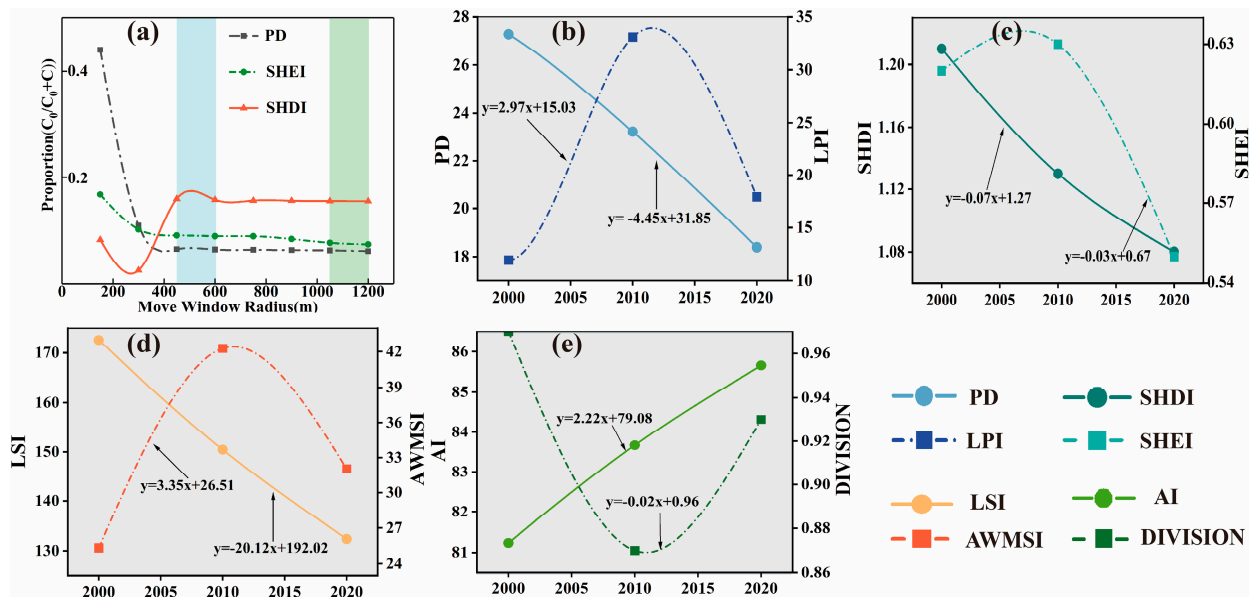 (a)
PD
SHEI
SHDI
Proportion(C0/C0+C))
0.4
0.2
0 200 400 600 800 1000 1200
Move Window Radius(m)
(b)
PD
28
26
24
22
20
18
LPI
35
30
25
20
15
10
y=2.97x+15.03
y= -4.45x+31.85
2000 2005 2010 2015 2020
(c)
SHDI
1.20
1.16
1.12
1.08
SHEI
0.63
0.60
0.57
0.54
y=-0.07x+1.27
y=-0.03x+0.67
2000 2005 2010 2015 2020
(d)
LSI
170
160
150
140
130
AWMSI
42
39
36
33
30
27
24
y=3.35x+26.51
y=-20.12x+192.02
2000 2005 2010 2015 2020
(e)
AI
86
85
84
83
82
81
DIVISION
0.96
0.94
0.92
0.90
0.88
0.86
y=2.22x+79.08
y=-0.02x+0.96
2000 2005 2010 2015 2020
PD
SHDI
LPI
SHEI
LSI
AI
AWMSI
DIVISION